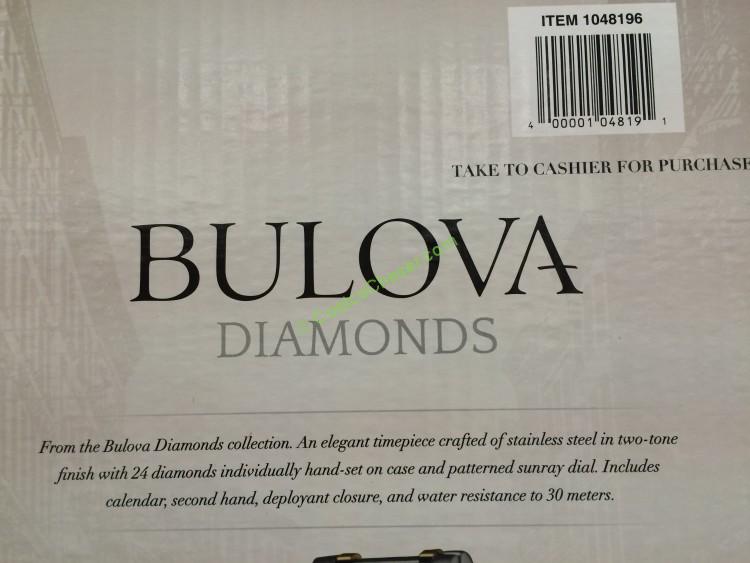 ITEM 1048196
4 00001 04819 1
TAKE TO CASHIER FOR PURCHASE
BULOVA
© CostcoChaser.com
DIAMONDS
From the Bulova Diamonds collection. An elegant timepiece crafted of stainless steel in two-tone
finish with 24 diamonds individually hand-set on case and patterned sunray dial. Includes
calendar, second hand, deployant closure, and water resistance to 30 meters.